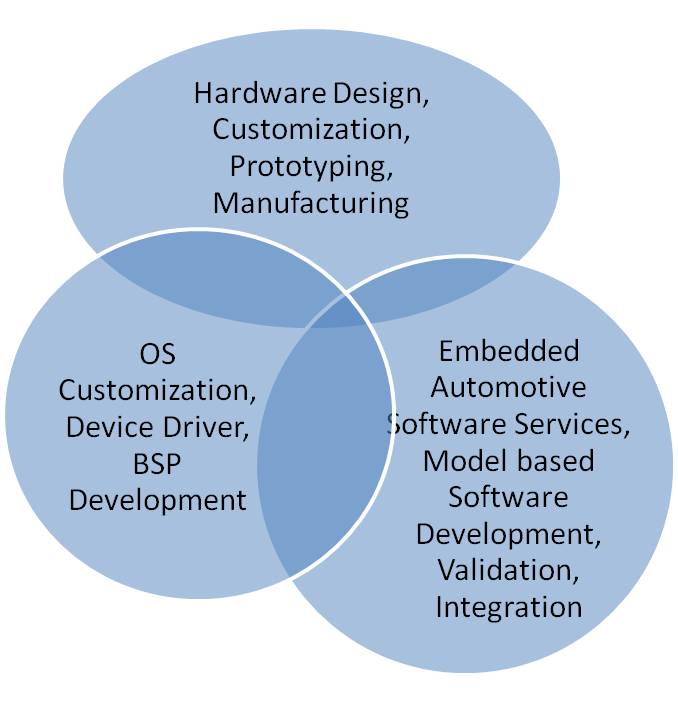 Hardware Design,
Customization,
Prototyping,
Manufacturing
OS
Customization,
Device Driver,
BSP
Development
Embedded
Automotive
Software Services,
Model based
Software
Development,
Validation,
Integration